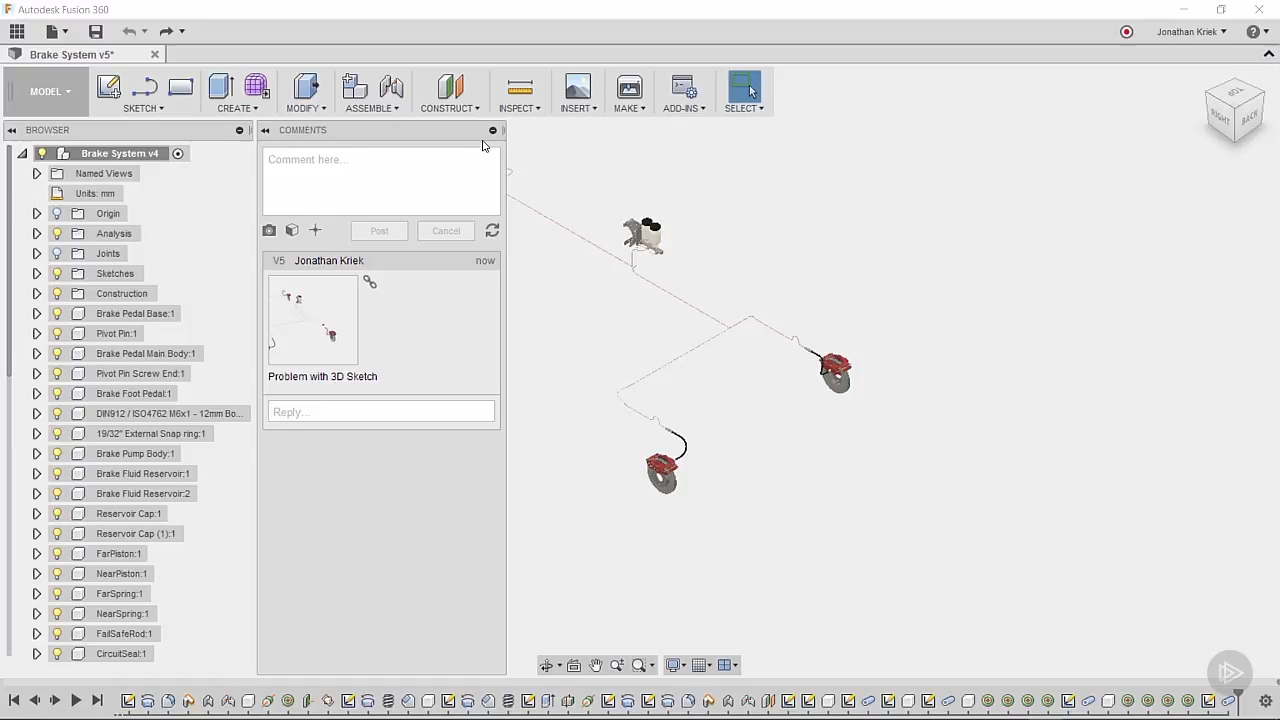 Autodesk Fusion 360
Jonathan Kriek
Brake System v5*
MODEL
SKETCH
CREATE
MODIFY
ASSEMBLE
CONSTRUCT
INSPECT
INSERT
MAKE
ADD-INS
SELECT
TOP
RIGHT
BACK
BROWSER
Brake System v4
Named Views
Units: mm
Origin
Analysis
Joints
Sketches
Construction
Brake Pedal Base:1
Pivot Pin:1
Brake Pedal Main Body:1
Pivot Pin Screw End:1
Brake Foot Pedal:1
DIN912 / ISO4762 M6x1 - 12mm Bo...
19/32" External Snap ring:1
Brake Pump Body:1
Brake Fluid Reservoir:1
Brake Fluid Reservoir:2
Reservoir Cap:1
Reservoir Cap (1):1
FarPiston:1
NearPiston:1
FarSpring:1
NearSpring:1
FailSafeRod:1
CircuitSeal:1
COMMENTS
Comment here...
Post
Cancel
V5 Jonathan Kriek now
Problem with 3D Sketch
Reply...